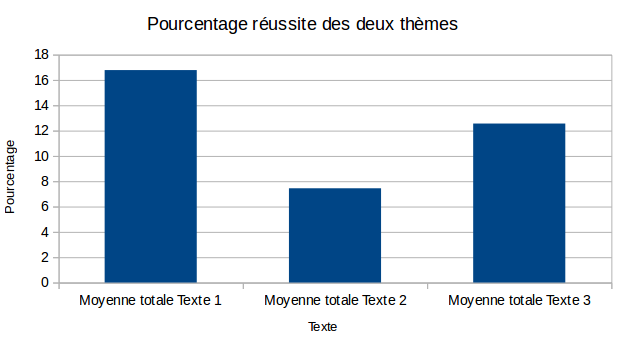 Pourcentage réussite des deux thèmes
18
16
14
12
10
8
6
4
2
0
Pourcentage
Moyenne totale Texte 1 Moyenne totale Texte 2 Moyenne totale Texte 3
Texte